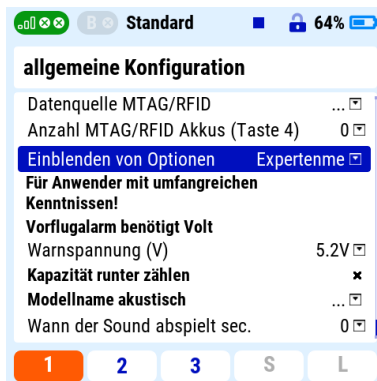 B Standard 64%
allgemeine Konfiguration
Datenquelle MTAG/RFID ...
Anzahl MTAG/RFID Akkus (Taste 4) 0
Einblenden von Optionen Expertenme
Für Anwender mit umfangreichen
Kenntnissen!
Vorflugalarm benötigt Volt
Warnspannung (V) 5.2V
Kapazität runter zählen
Modellname akustisch ...
Wann der Sound abspielt sec. 0
1 2 3 S L